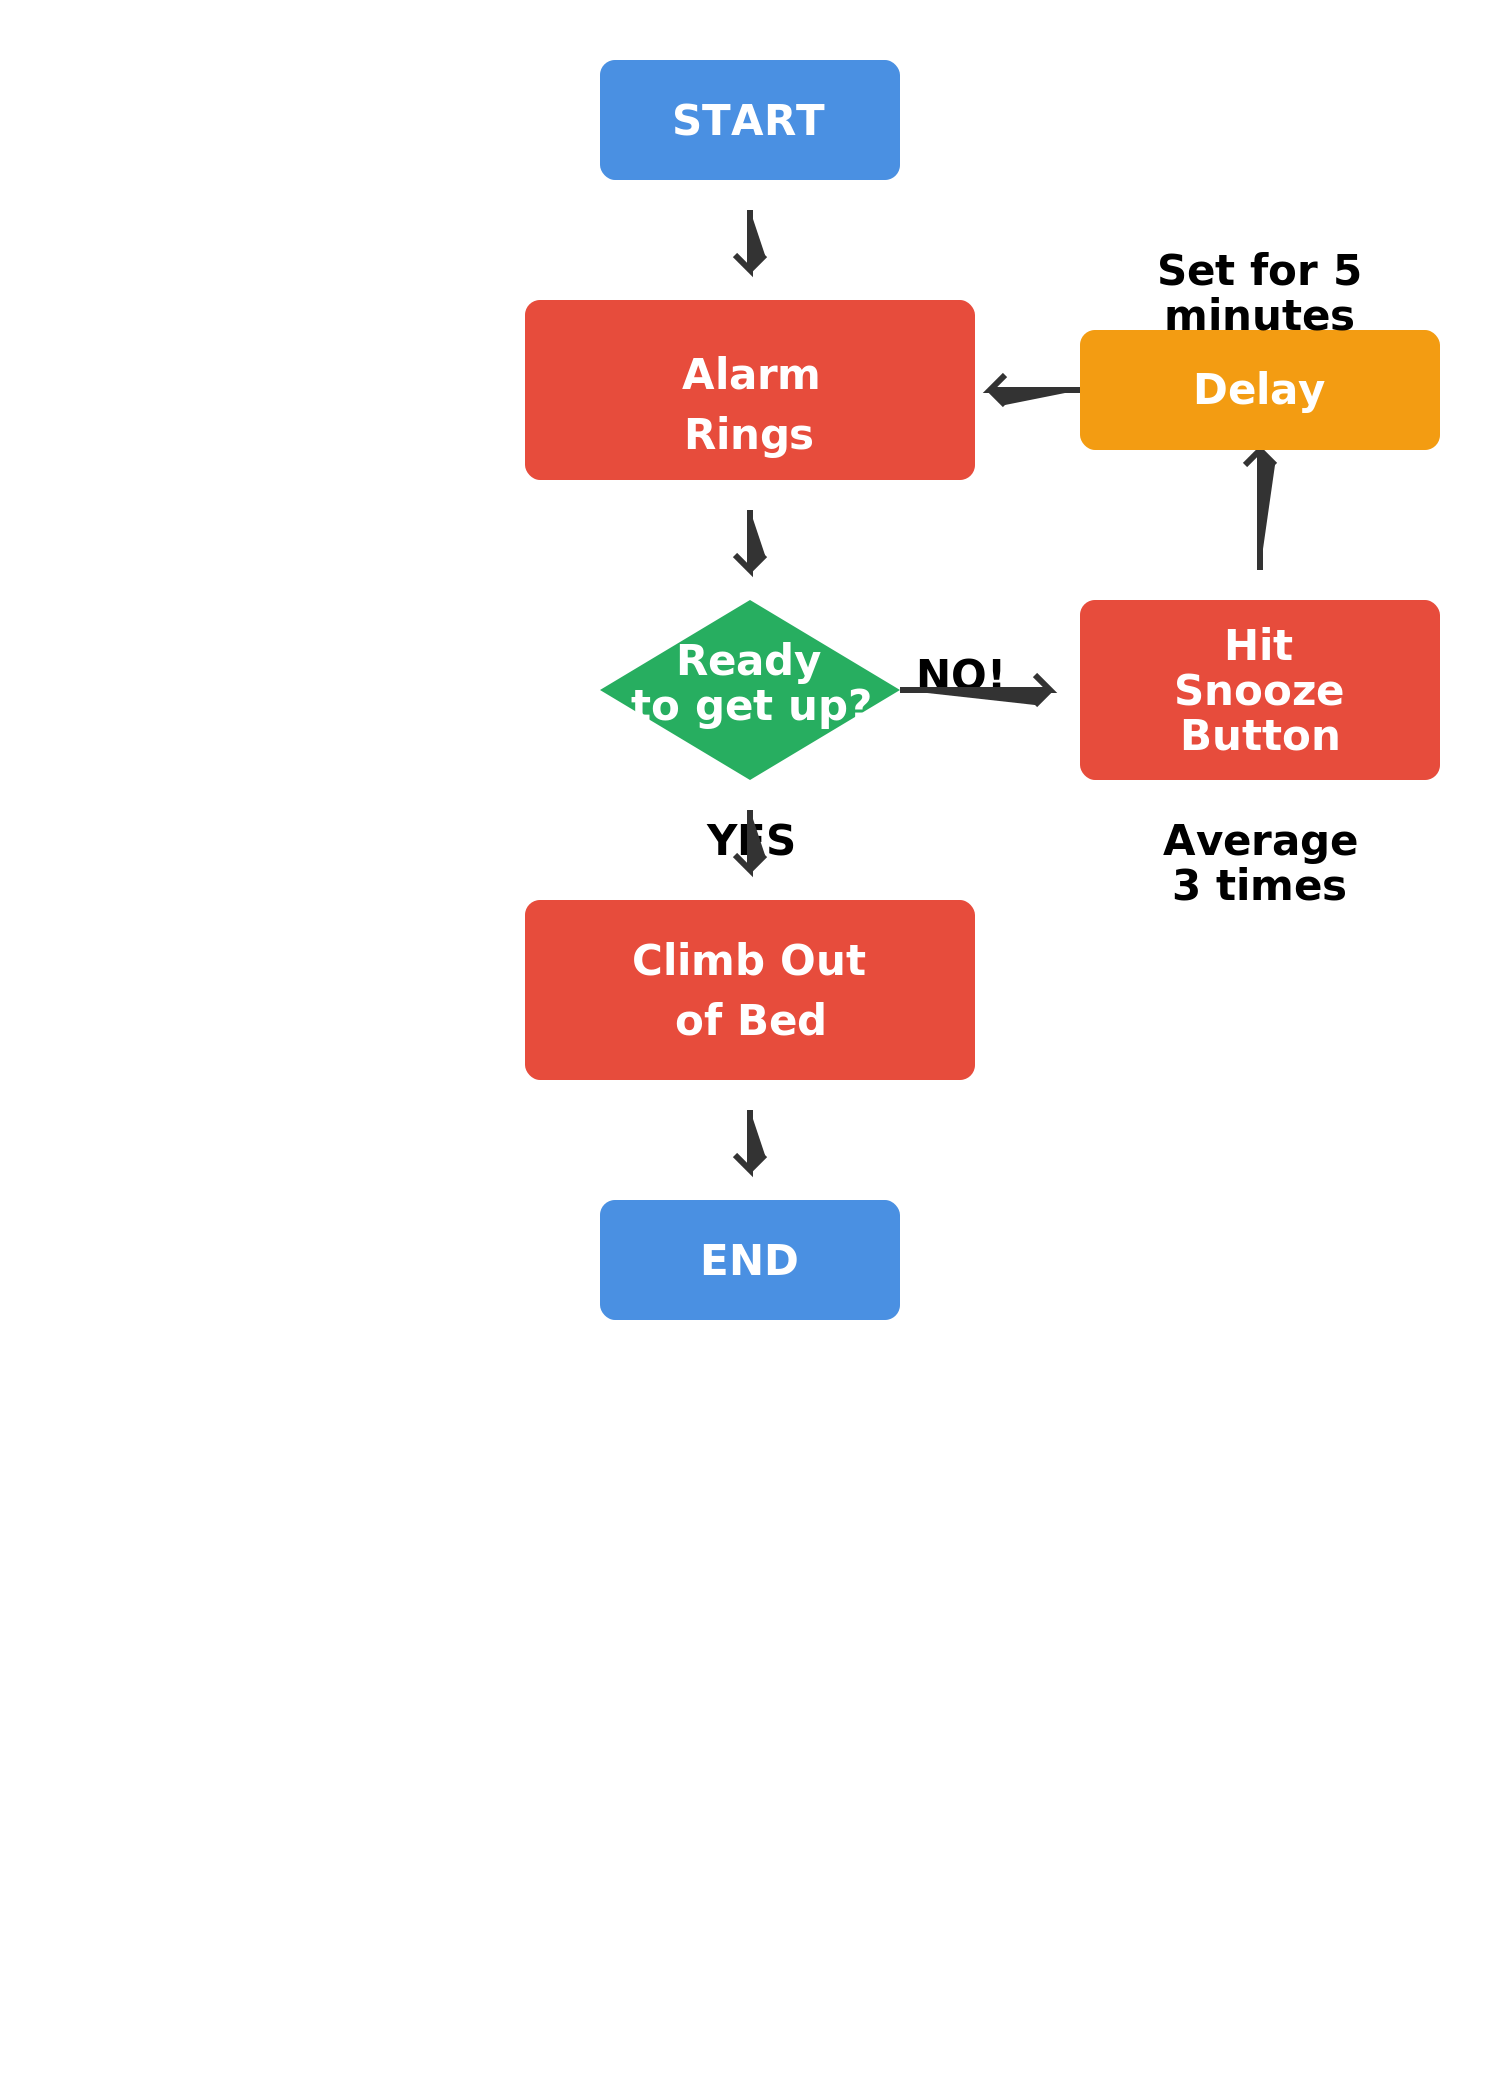 START
Set for 5
minutes
Alarm
Rings
Delay
Ready
to get up?
NO!
Hit
Snooze
Button
YES
Average
3 times
Climb Out
of Bed
END